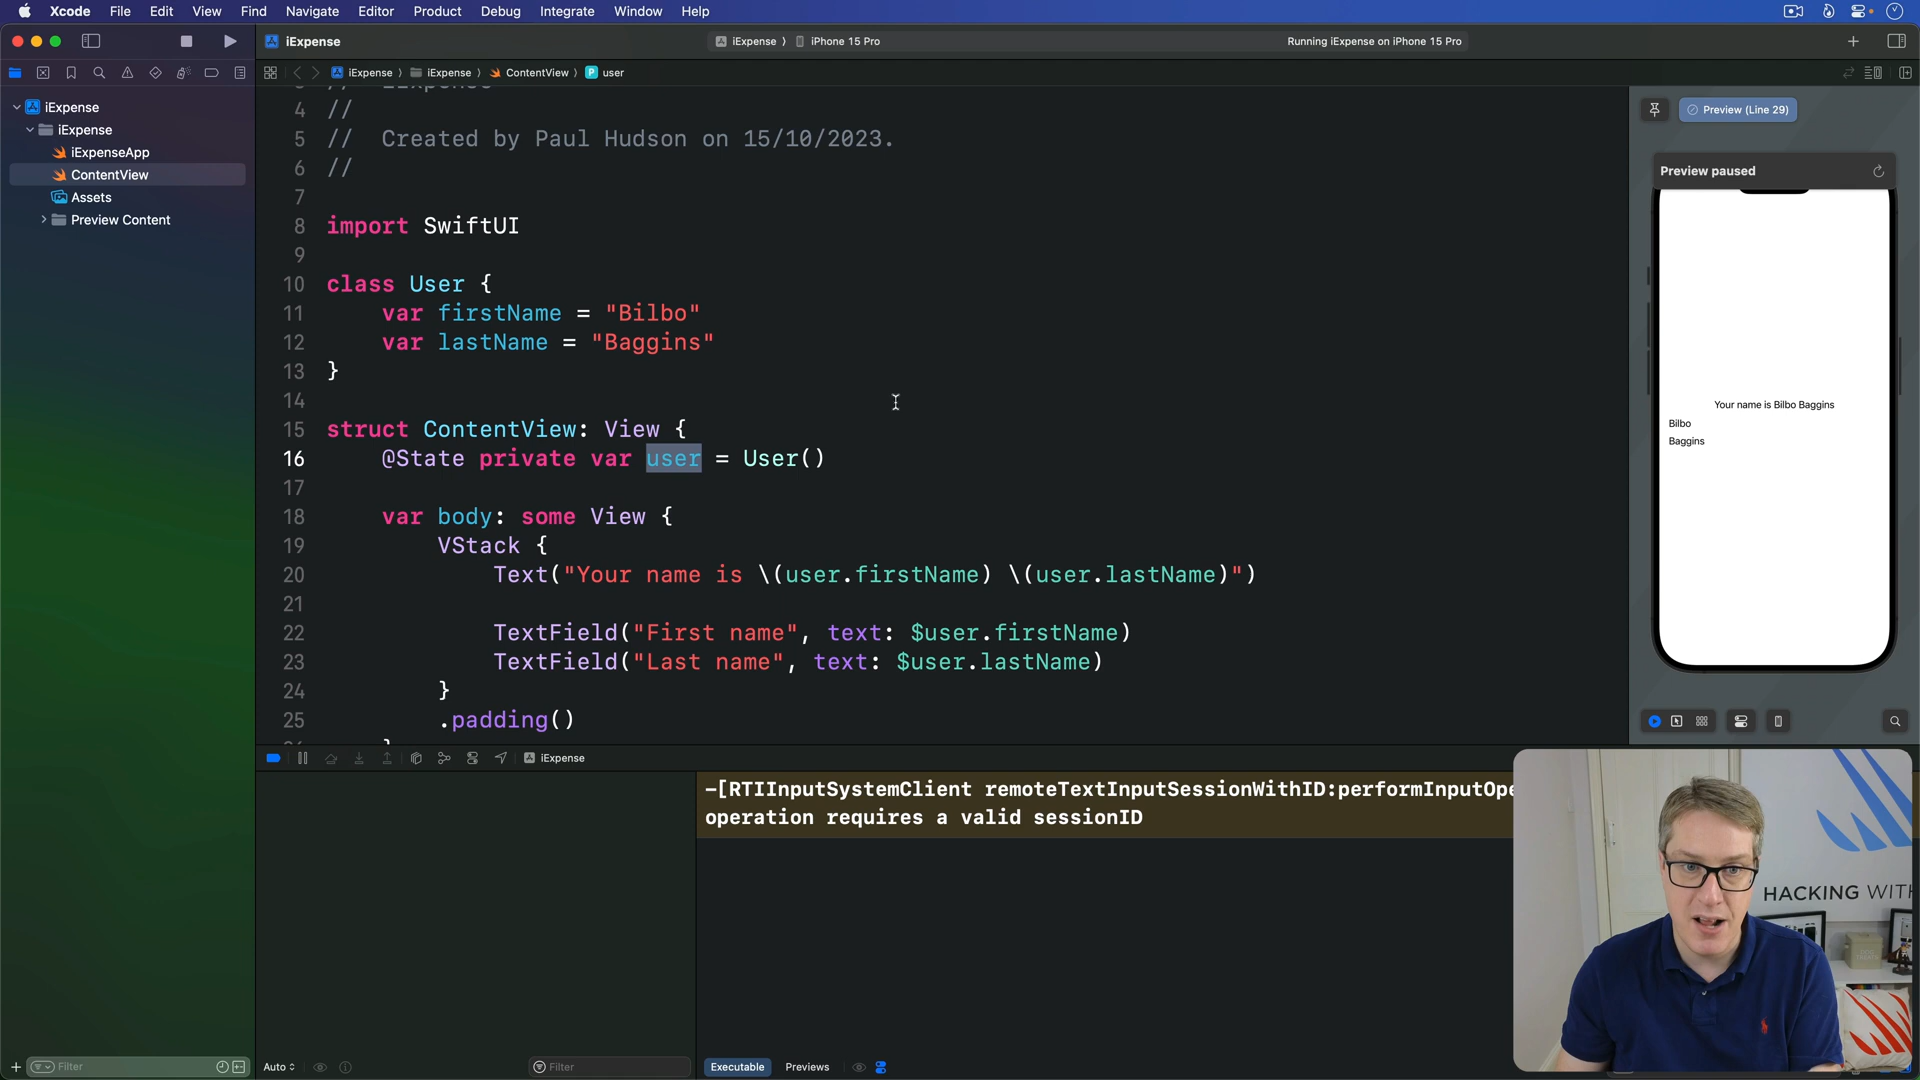 Xcode File Edit View Find Navigate Editor Product Debug Integrate Window Help
iExpense
iExpense ⟩ iPhone 15 Pro
Running iExpense on iPhone 15 Pro
iExpense ⟩ iExpense ⟩ ContentView ⟩ P user
iExpense
iExpense
iExpenseApp
ContentView
Assets
Preview Content
4 //
5 // Created by Paul Hudson on 15/10/2023.
6 //
7
8 import SwiftUI
9
10 class User {
11 var firstName = "Bilbo"
12 var lastName = "Baggins"
13 }
14
15 struct ContentView: View {
16 @State private var user = User()
17
18 var body: some View {
19 VStack {
20 Text("Your name is \(user.firstName) \(user.lastName)")
21
22 TextField("First name", text: $user.firstName)
23 TextField("Last name", text: $user.lastName)
24 }
25 .padding()
Preview (Line 29)
Preview paused
Your name is Bilbo Baggins
Bilbo
Baggins
iExpense
-[RTIInputSystemClient remoteTextInputSessionWithID:performInputOpe
operation requires a valid sessionID
HACKING WITH
Filter
Auto
Filter
Executable Previews